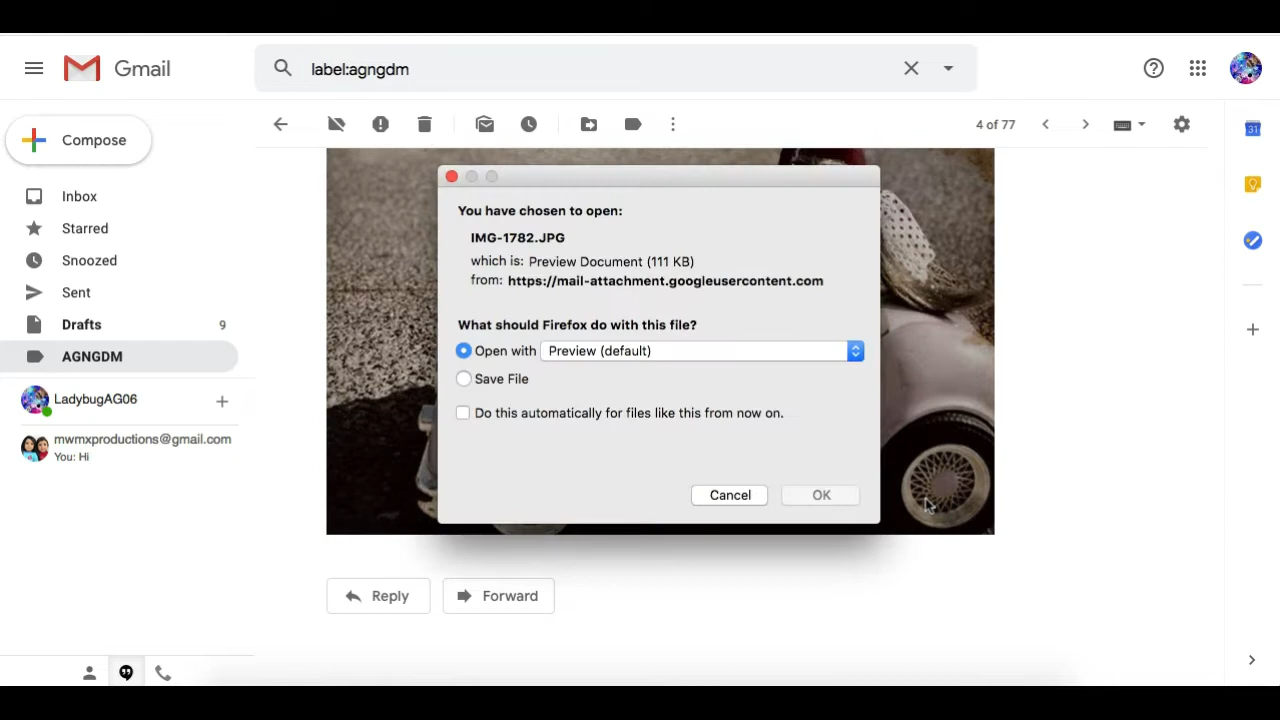 Gmail
label:agngdm
Compose
4 of 77
31
Inbox
Starred
Snoozed
Sent
Drafts 9
AGNGDM
LadybugAG06
mwmxproductions@gmail.com
You: Hi
You have chosen to open:
IMG-1782.JPG
which is: Preview Document (111 KB)
from: https://mail-attachment.googleusercontent.com
What should Firefox do with this file?
Open with Preview (default)
Save File
Do this automatically for files like this from now on.
Cancel OK
Reply Forward